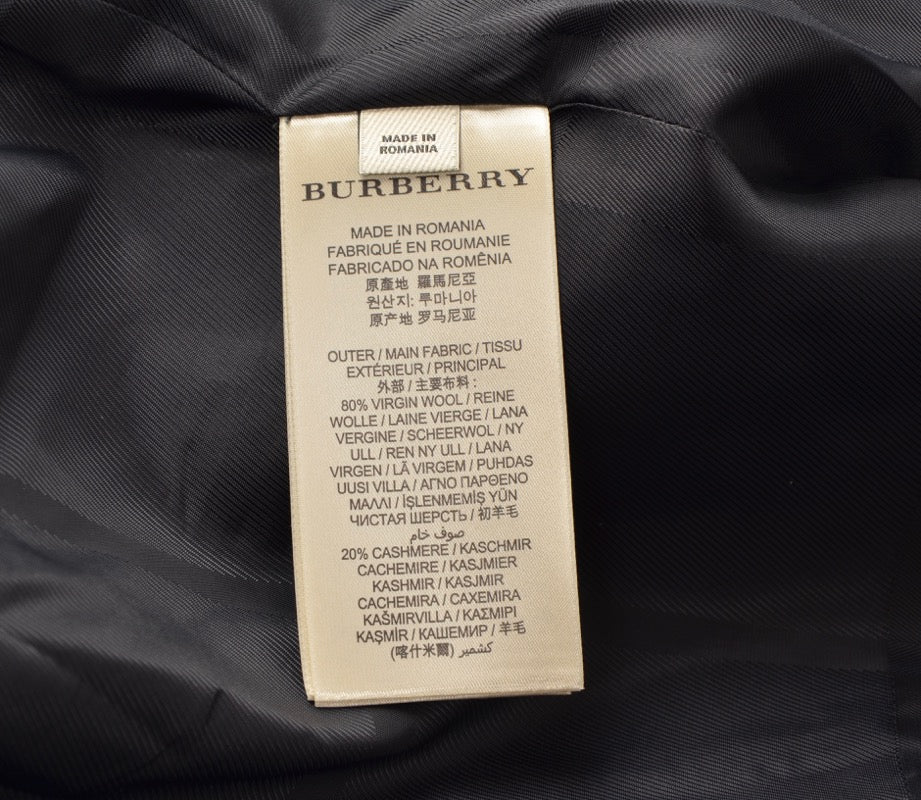 MADE IN
ROMANIA
BURBERRY
MADE IN ROMANIA
FABRIQUÉ EN ROUMANIE
FABRICADO NA ROMÊNIA
原產地 羅馬尼亞
원산지: 루마니아
原产地 罗马尼亚
OUTER / MAIN FABRIC / TISSU
EXTÉRIEUR / PRINCIPAL
外部 / 主要布料 :
80% VIRGIN WOOL / REINE
WOLLE / LAINE VIERGE / LANA
VERGINE / SCHEERWOL / NY
ULL / REN NY ULL / LANA
VIRGEN / LÃ VIRGEM / PUHDAS
UUSI VILLA / ΑΓΝΟ ΠΑΡΘΕΝΟ
ΜΑΛΛΙ / İŞLENMEMİŞ YÜN
ЧИСТАЯ ШЕРСТЬ / 初羊毛
صوف خام
20% CASHMERE / KASCHMIR
CACHEMIRE / KASJMIER
KASHMIR / KASJMIR
CACHEMIRA / CAXEMIRA
KAŠMIRVILLA / ΚΑΣΜΙΡΙ
KAŞMİR / КАШЕМИР / 羊毛
(喀什米爾) كشمير